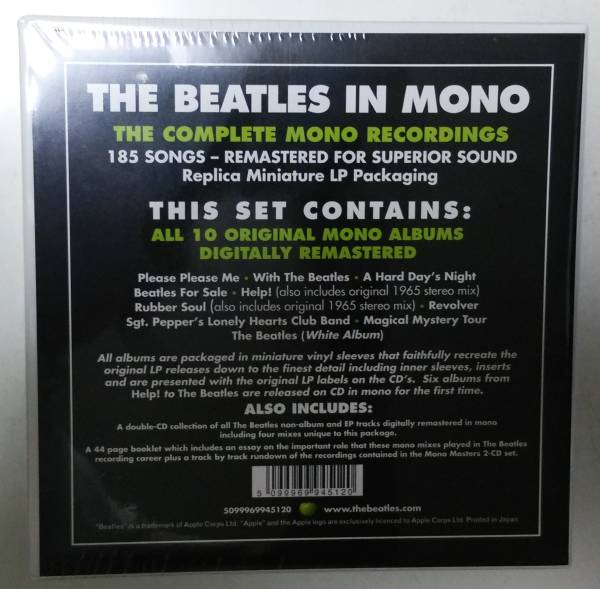 THE BEATLES IN MONO
THE COMPLETE MONO RECORDINGS
185 SONGS – REMASTERED FOR SUPERIOR SOUND
Replica Miniature LP Packaging
THIS SET CONTAINS:
ALL 10 ORIGINAL MONO ALBUMS
DIGITALLY REMASTERED
Please Please Me • With The Beatles • A Hard Day's Night
Beatles For Sale • Help! (also includes original 1965 stereo mix)
Rubber Soul (also includes original 1965 stereo mix) • Revolver
Sgt. Pepper's Lonely Hearts Club Band • Magical Mystery Tour
The Beatles (White Album)
All albums are packaged in miniature vinyl sleeves that faithfully recreate the
original LP releases down to the finest detail including inner sleeves, inserts
and are presented with the original LP labels on the CD's. Six albums from
Help! to The Beatles are released on CD in mono for the first time.
ALSO INCLUDES:
A double-CD collection of all The Beatles non-album and EP tracks digitally remastered in mono
including four mixes unique to this package.
A 44 page booklet which includes an essay on the important role that these mono mixes played in The Beatles
recording career plus a track by track rundown of the recordings contained in the Mono Masters 2-CD set.
5 099969 945120
5099969945120 www.thebeatles.com
"Beatles" is a trademark of Apple Corps Ltd. "Apple" and the Apple logo are exclusively licenced to Apple Corps Ltd. Printed in Japan